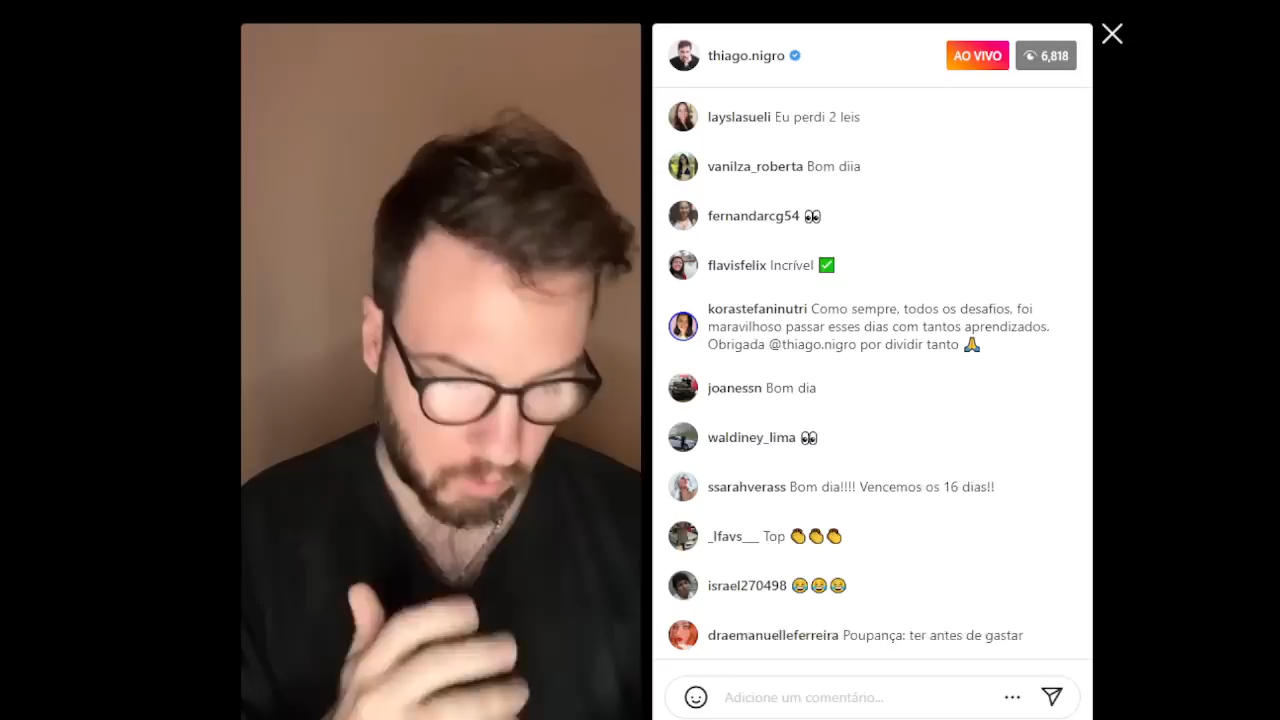 thiago.nigro
AO VIVO
6,818
layslasueli Eu perdi 2 leis
vanilza_roberta Bom diia
fernandarcg54 👀
flavisfelix Incrível ✅
korastefaninutri Como sempre, todos os desafios, foi
maravilhoso passar esses dias com tantos aprendizados.
Obrigada @thiago.nigro por dividir tanto 🙏
joanessn Bom dia
waldiney_lima 👀
ssarahverass Bom dia!!!! Vencemos os 16 dias!!
_lfavs___ Top 👏👏👏
israel270498 😂😂😂
draemanuelleferreira Poupança: ter antes de gastar
Adicione um comentário...